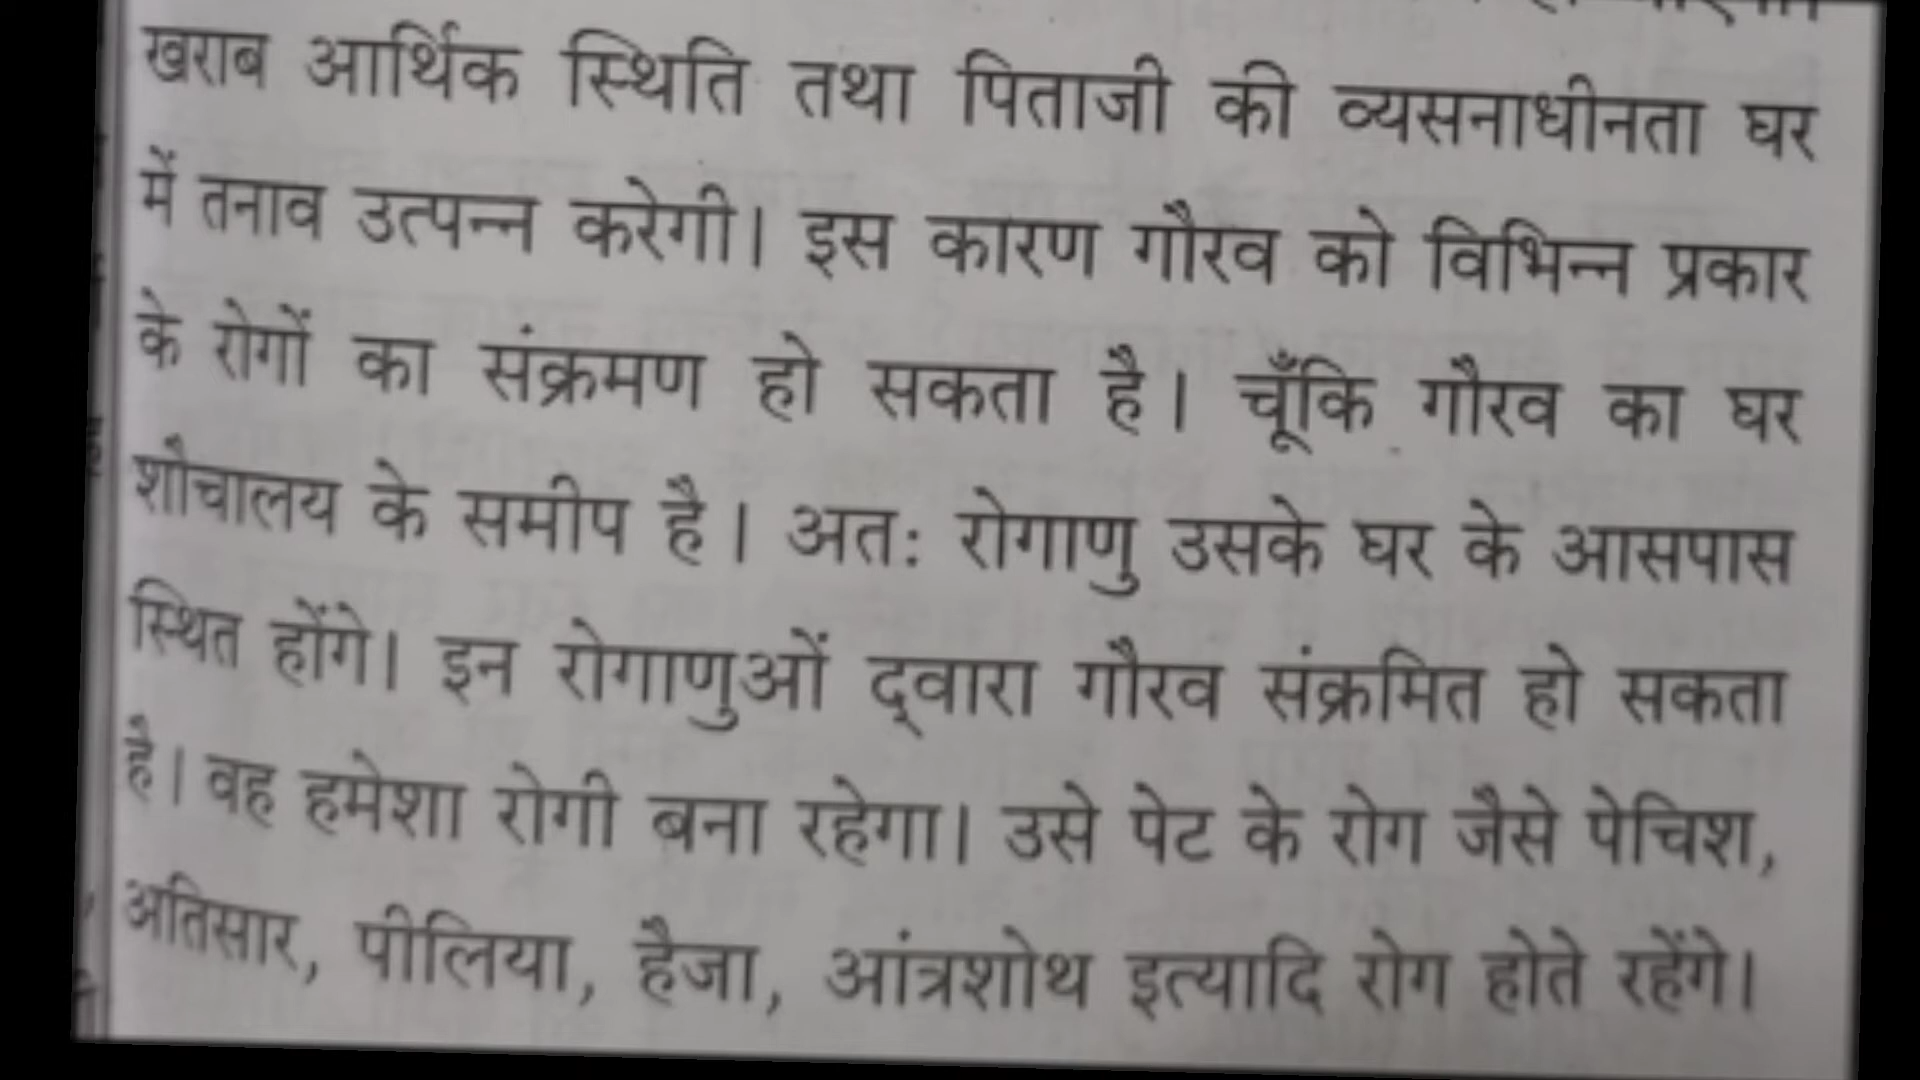 खराब आर्थिक स्थिति तथा पिताजी की व्यसनाधीनता घर
में तनाव उत्पन्न करेगी। इस कारण गौरव को विभिन्न प्रकार
के रोगों का संक्रमण हो सकता है। चूँकि गौरव का घर
शौचालय के समीप है। अतः रोगाणु उसके घर के आसपास
स्थित होंगे। इन रोगाणुओं द्‌वारा गौरव संक्रमित हो सकता
है। वह हमेशा रोगी बना रहेगा। उसे पेट के रोग जैसे पेचिश,
अतिसार, पीलिया, हैजा, आंत्रशोथ इत्यादि रोग होते रहेंगे।